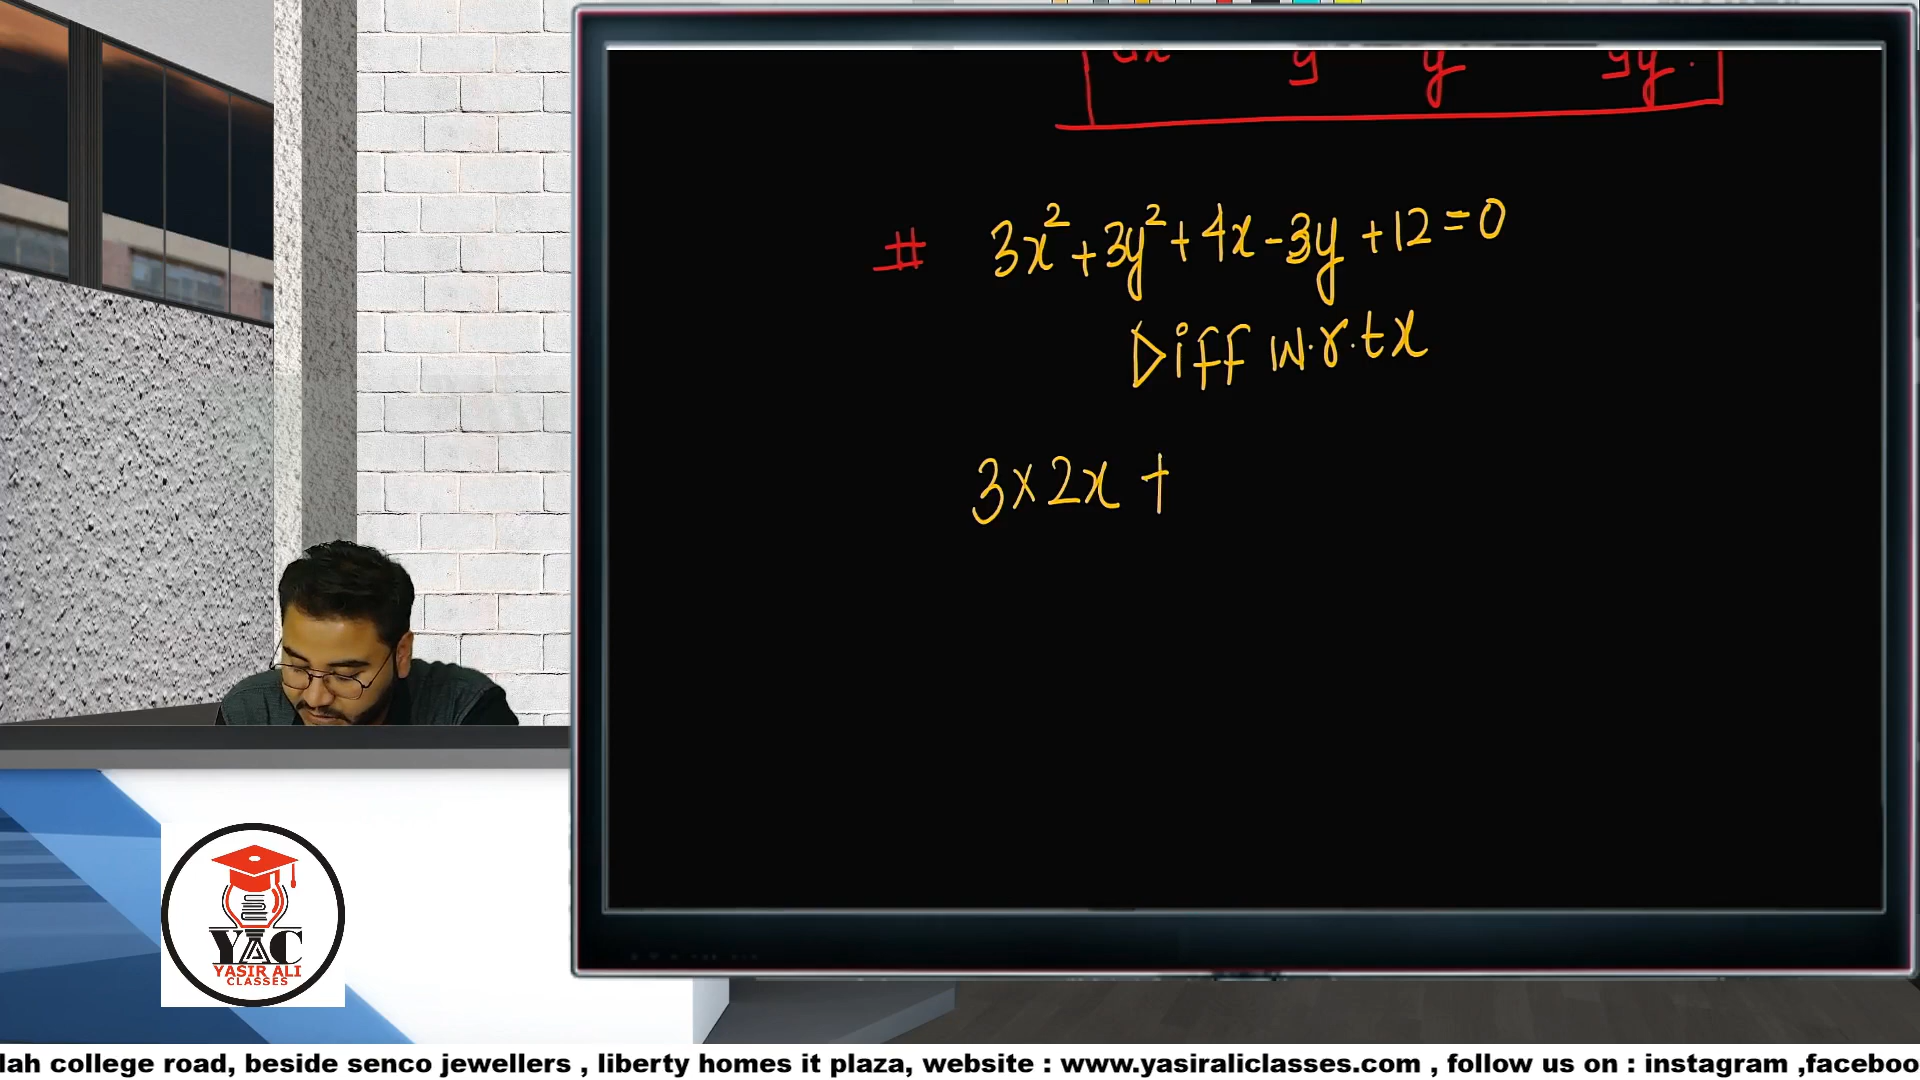 # 3x²+3y²+4x-3y+12=0
Diff w.r.t x
3×2x +
YAC
YASIR ALI
CLASSES
lah college road, beside senco jewellers , liberty homes it plaza, website : www.yasiraliclasses.com , follow us on : instagram ,faceboo